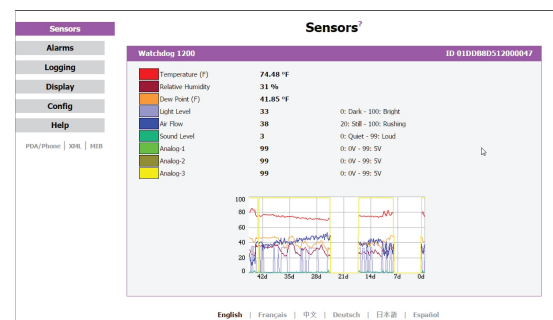 Sensors
Alarms
Logging
Display
Config
Help
PDA/Phone | XML | MIB
Sensors?
Watchdog 1200 ID 01DDB8D512000047
Temperature (F) 74.48 °F
Relative Humidity 31 %
Dew Point (F) 41.85 °F
Light Level 33 0: Dark - 100: Bright
Air Flow 38 20: Still - 100: Rushing
Sound Level 3 0: Quiet - 99: Loud
Analog-1 99 0: 0V - 99: 5V
Analog-2 99 0: 0V - 99: 5V
Analog-3 99 0: 0V - 99: 5V
100
80
60
40
20
0
42d 35d 28d 21d 14d 7d 0d
English | Français | 中文 | Deutsch | 日本語 | Español